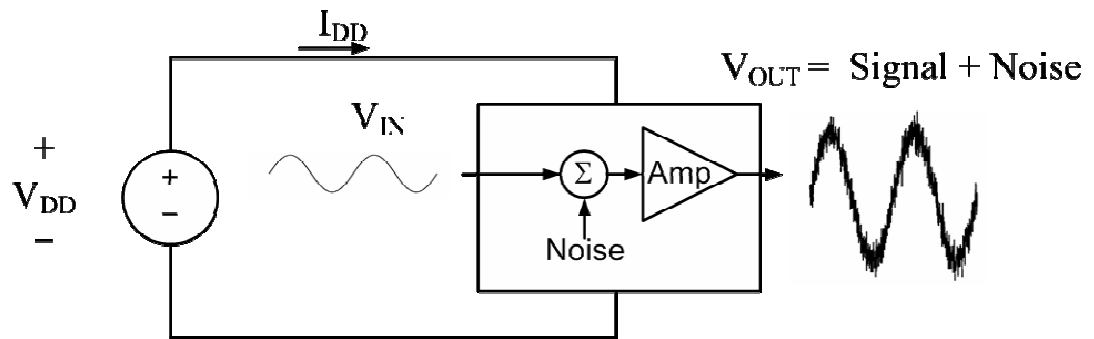 I_DD
V_OUT = Signal + Noise
V_IN
+
V_DD
−
+
−
Σ
Amp
Noise